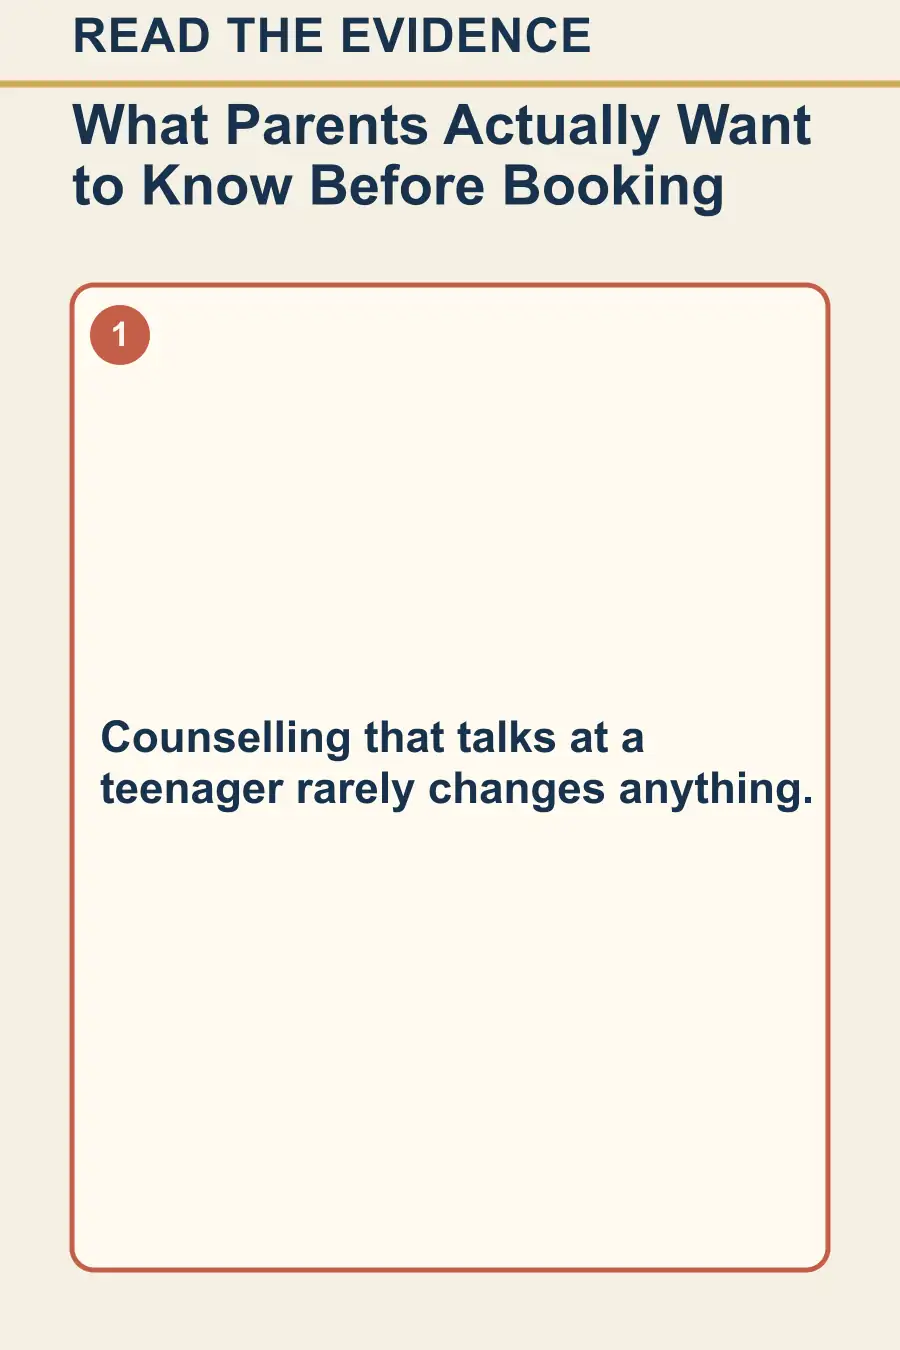 READ THE EVIDENCE
What Parents Actually Want
to Know Before Booking
1
Counselling that talks at a
teenager rarely changes anything.